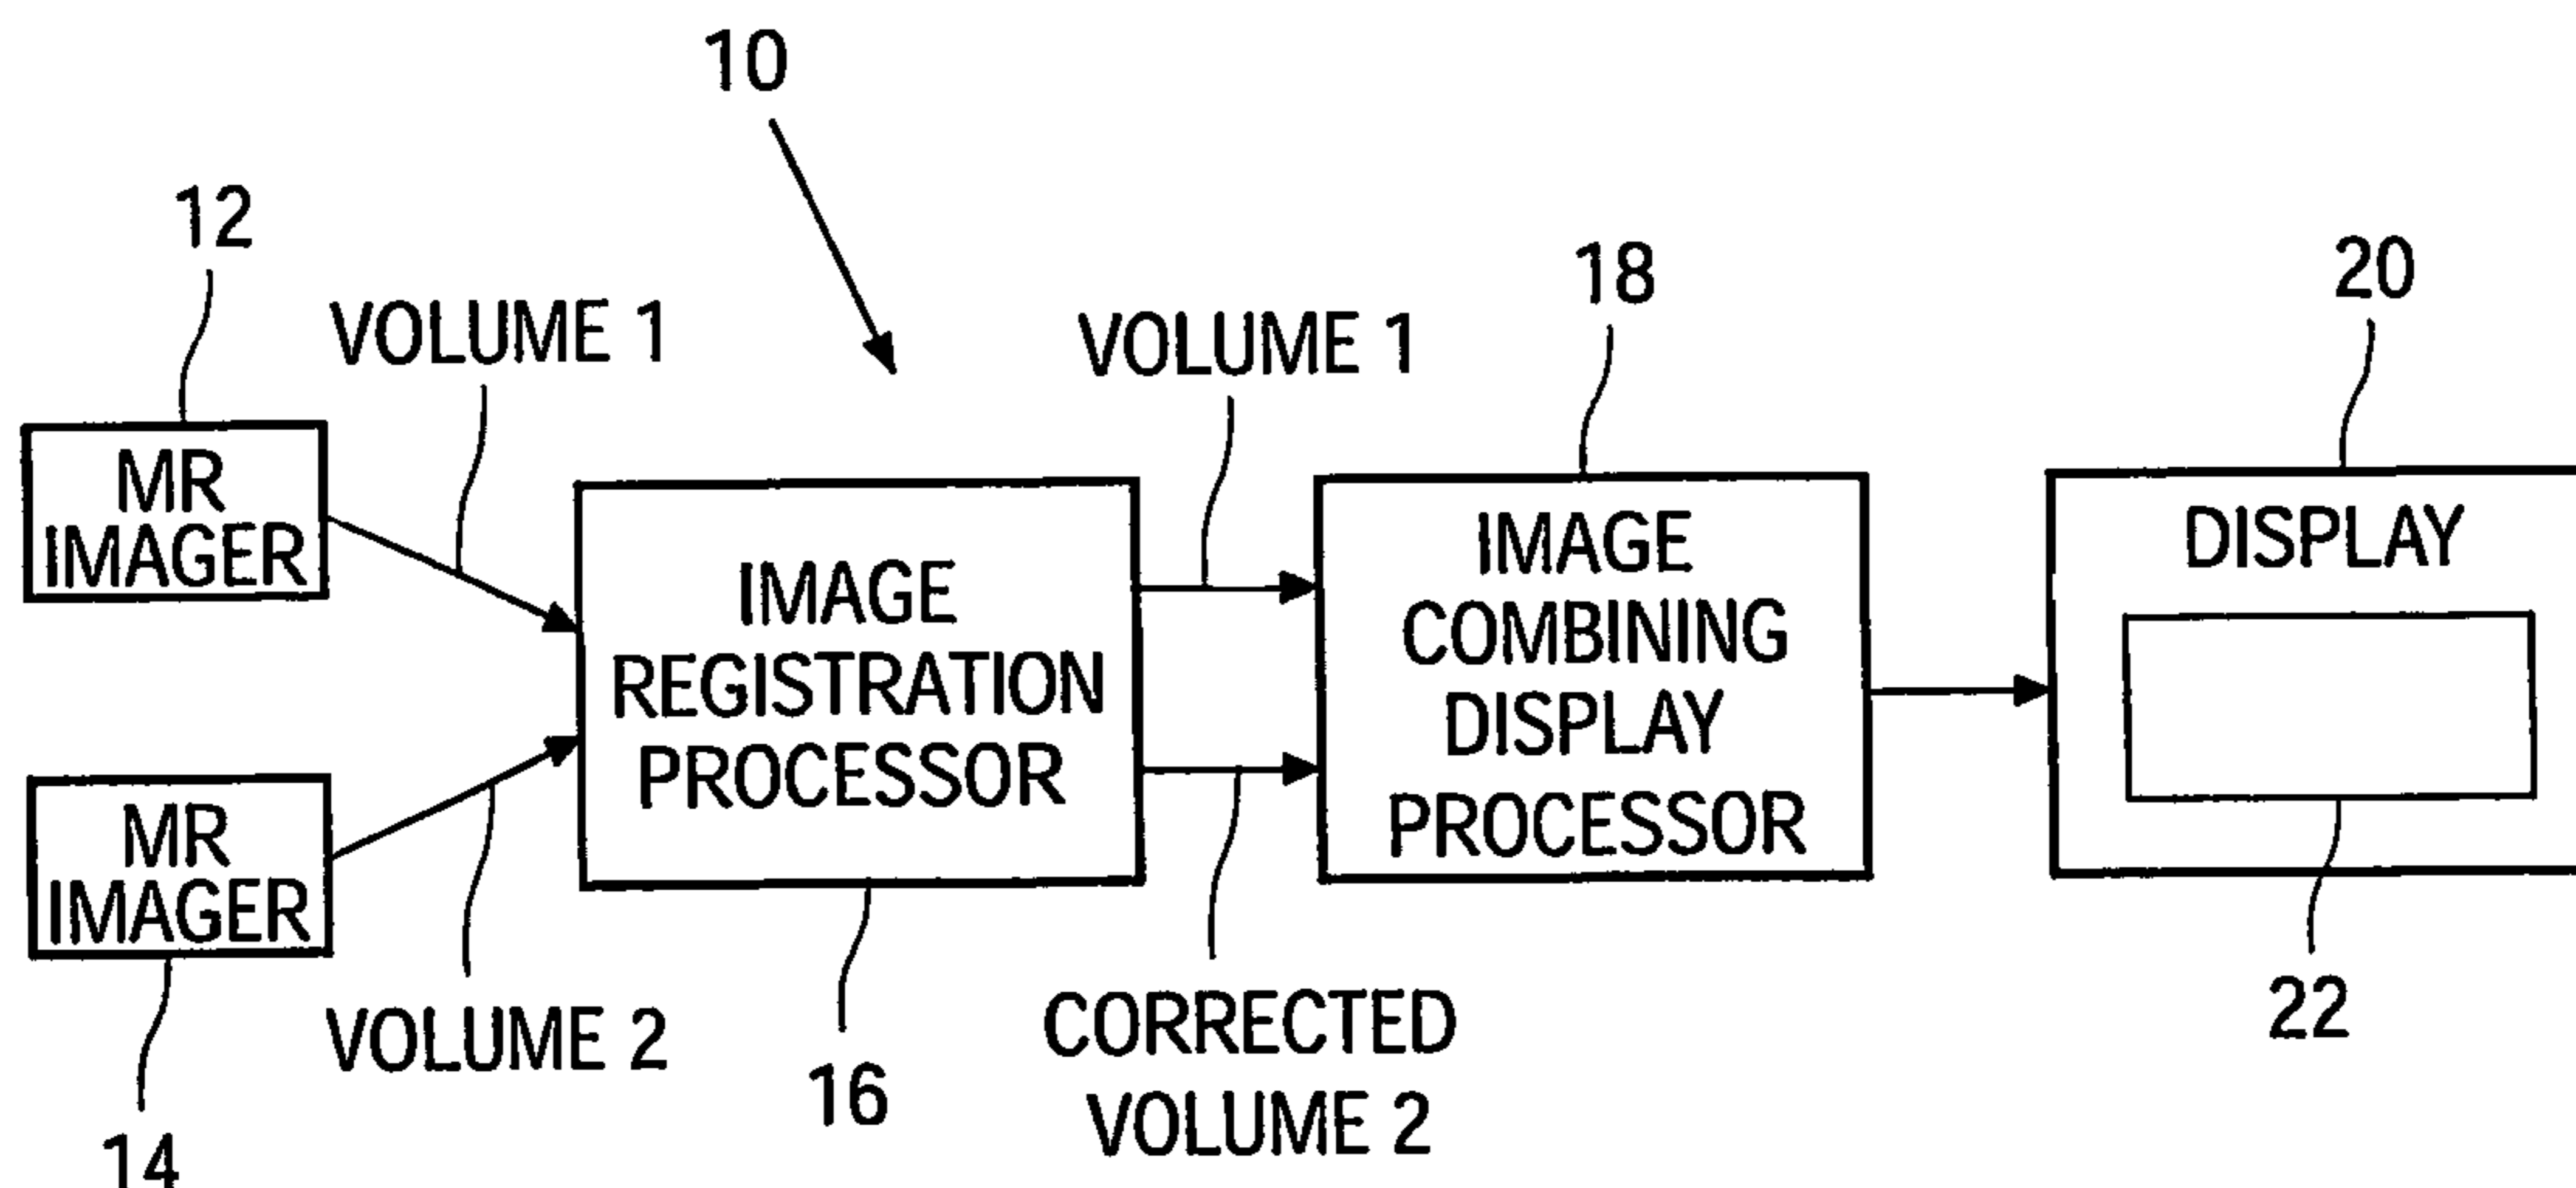 10
12
VOLUME 1
VOLUME 1
18
20
MR
IMAGER
IMAGE
REGISTRATION
PROCESSOR
IMAGE
COMBINING
DISPLAY
PROCESSOR
DISPLAY
MR
IMAGER
14
VOLUME 2
16
CORRECTED
VOLUME 2
22